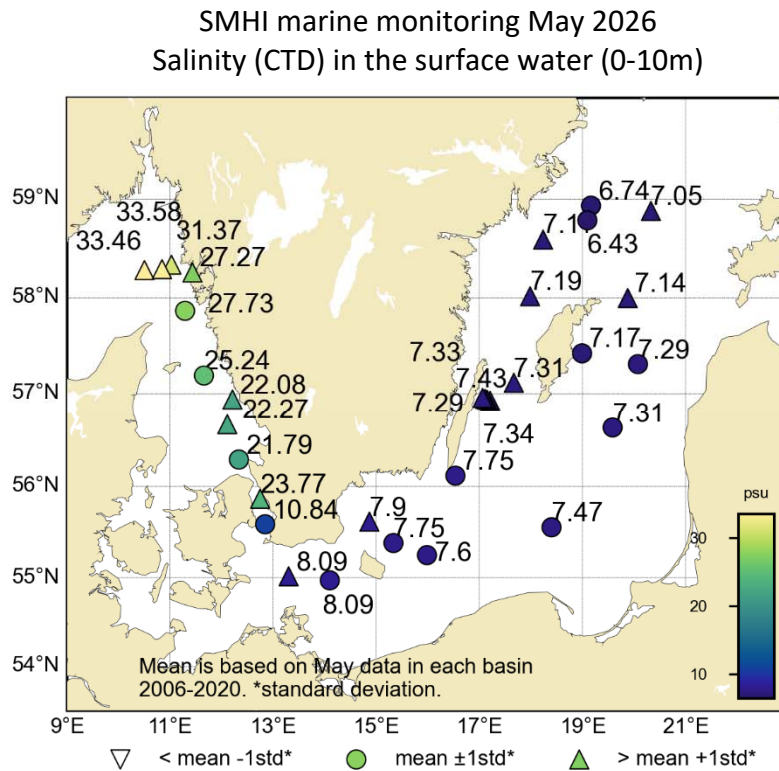 SMHI marine monitoring May 2026
Salinity (CTD) in the surface water (0-10m)
59°N
58°N
57°N
56°N
55°N
54°N
33.58
33.46
31.37
27.27
27.73
25.24
22.08
22.27
21.79
23.77
10.84
8.09
8.09
7.9
7.75
7.6
7.47
7.75
7.33
7.43
7.31
7.29
7.34
7.31
7.17
7.29
7.19
7.14
6.74
7.05
6.43
psu
30
20
10
Mean is based on May data in each basin
2006-2020. *standard deviation.
9°E 11°E 13°E 15°E 17°E 19°E 21°E
< mean -1std* mean ±1std* > mean +1std*